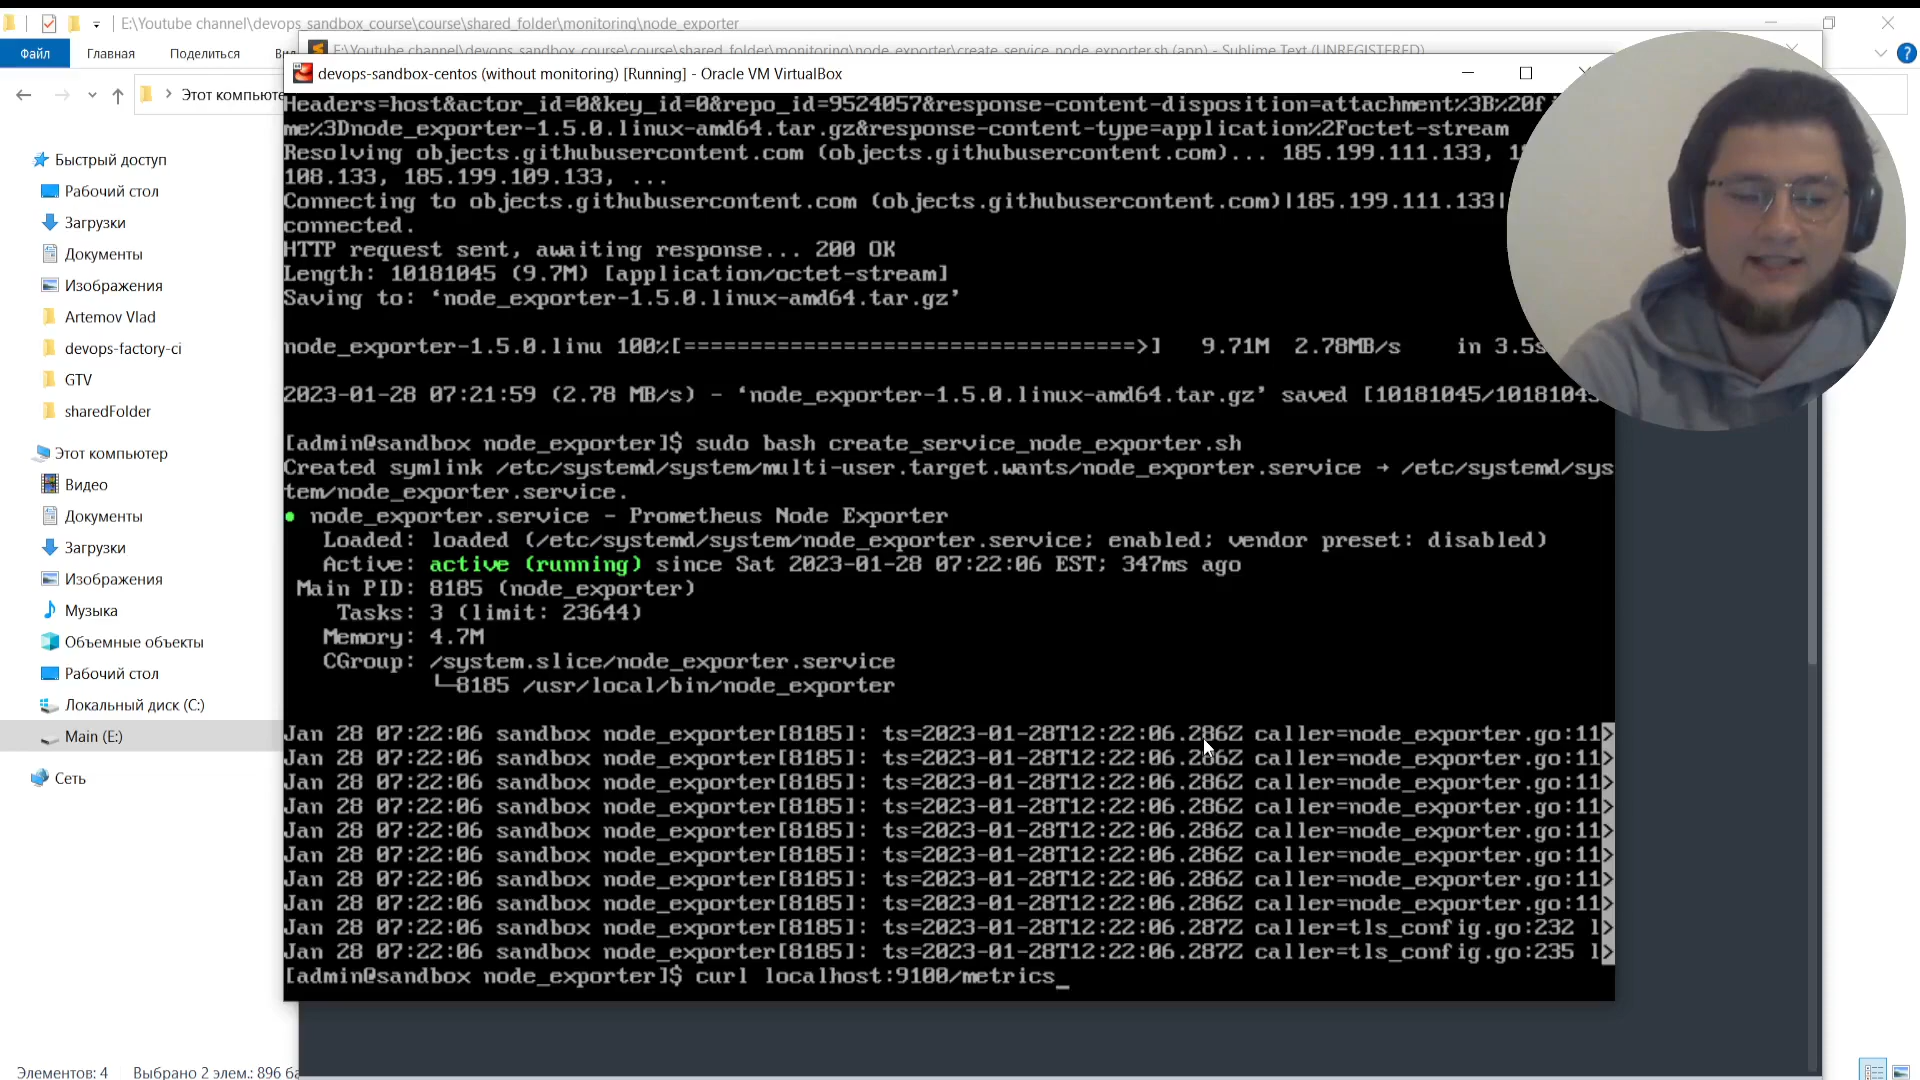 E:\Youtube channel\devops_sandbox_course\course\shared_folder\monitoring\node_exporter
Файл
Главная
Поделиться
E:\Youtube channel\devops_sandbox_course\course\shared_folder\monitoring\node_exporter\create_service_node_exporter.sh (app) - Sublime Text (UNREGISTERED)
devops-sandbox-centos (without monitoring) [Running] - Oracle VM VirtualBox
Этот компьюте
Быстрый доступ
Рабочий стол
Загрузки
Документы
Изображения
Artemov Vlad
devops-factory-ci
GTV
sharedFolder
Этот компьютер
Видео
Документы
Загрузки
Изображения
Музыка
Объемные объекты
Рабочий стол
Локальный диск (C:)
Main (E:)
Сеть
Элементов: 4
Выбрано 2 элем.: 896 ба
Headers=host&actor_id=0&key_id=0&repo_id=9524057&response-content-disposition=attachment%3B%20f
me%3Dnode_exporter-1.5.0.linux-amd64.tar.gz&response-content-type=application%2Foctet-stream
Resolving objects.githubusercontent.com (objects.githubusercontent.com)... 185.199.111.133,
108.133, 185.199.109.133, ...
Connecting to objects.githubusercontent.com (objects.githubusercontent.com)|185.199.111.133|
connected.
HTTP request sent, awaiting response... 200 OK
Length: 10181045 (9.7M) [application/octet-stream]
Saving to: ‘node_exporter-1.5.0.linux-amd64.tar.gz’
node_exporter-1.5.0.linu 100%[==================================>] 9.71M 2.78MB/s in 3.5s
2023-01-28 07:21:59 (2.78 MB/s) - ‘node_exporter-1.5.0.linux-amd64.tar.gz’ saved [10181045/1018104
[admin@sandbox node_exporter]$ sudo bash create_service_node_exporter.sh
Created symlink /etc/systemd/system/multi-user.target.wants/node_exporter.service → /etc/systemd/sys
tem/node_exporter.service.
● node_exporter.service - Prometheus Node Exporter
Loaded: loaded (/etc/systemd/system/node_exporter.service; enabled; vendor preset: disabled)
Active: active (running) since Sat 2023-01-28 07:22:06 EST; 347ms ago
Main PID: 8185 (node_exporter)
Tasks: 3 (limit: 23644)
Memory: 4.7M
CGroup: /system.slice/node_exporter.service
└─8185 /usr/local/bin/node_exporter
Jan 28 07:22:06 sandbox node_exporter[8185]: ts=2023-01-28T12:22:06.286Z caller=node_exporter.go:11>
Jan 28 07:22:06 sandbox node_exporter[8185]: ts=2023-01-28T12:22:06.286Z caller=node_exporter.go:11>
Jan 28 07:22:06 sandbox node_exporter[8185]: ts=2023-01-28T12:22:06.286Z caller=node_exporter.go:11>
Jan 28 07:22:06 sandbox node_exporter[8185]: ts=2023-01-28T12:22:06.286Z caller=node_exporter.go:11>
Jan 28 07:22:06 sandbox node_exporter[8185]: ts=2023-01-28T12:22:06.286Z caller=node_exporter.go:11>
Jan 28 07:22:06 sandbox node_exporter[8185]: ts=2023-01-28T12:22:06.286Z caller=node_exporter.go:11>
Jan 28 07:22:06 sandbox node_exporter[8185]: ts=2023-01-28T12:22:06.286Z caller=node_exporter.go:11>
Jan 28 07:22:06 sandbox node_exporter[8185]: ts=2023-01-28T12:22:06.286Z caller=node_exporter.go:11>
Jan 28 07:22:06 sandbox node_exporter[8185]: ts=2023-01-28T12:22:06.287Z caller=tls_config.go:232 l>
Jan 28 07:22:06 sandbox node_exporter[8185]: ts=2023-01-28T12:22:06.287Z caller=tls_config.go:235 l>
[admin@sandbox node_exporter]$ curl localhost:9100/metrics_